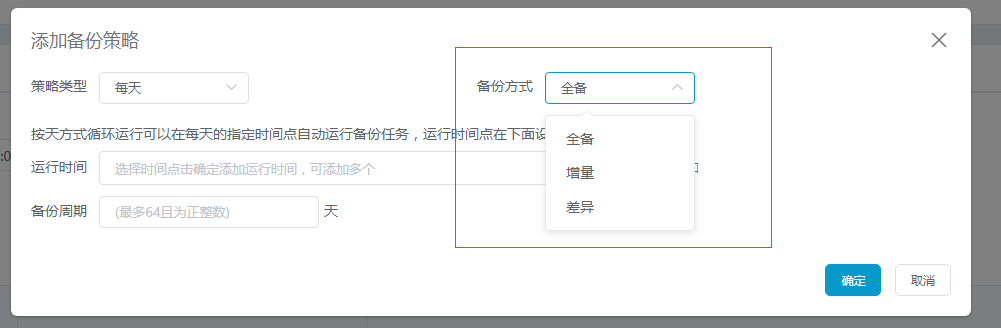 添加备份策略
策略类型 每天 备份方式 全备
按天方式循环运行可以在每天的指定时间点自动运行备份任务，运行时间点在下面设
全备
运行时间 选择时间点击确定添加运行时间，可添加多个
增量
备份周期 (最多64且为正整数) 天
差异
确定 取消